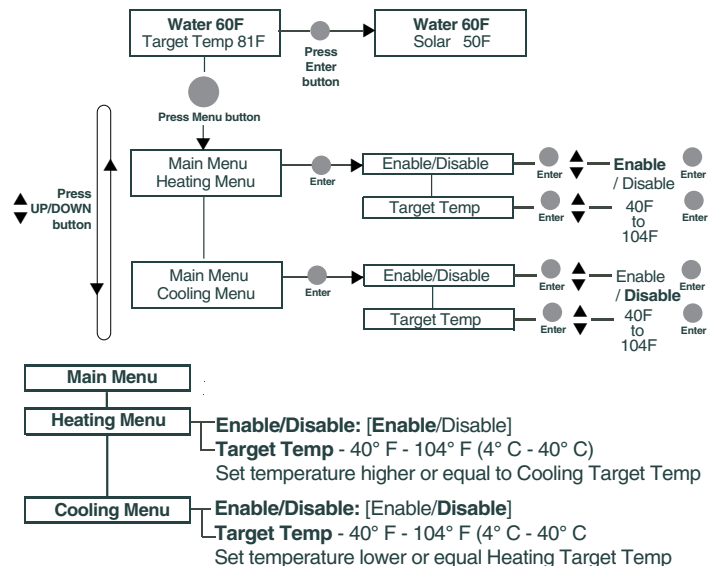 Water 60F
Target Temp 81F
Press
Enter
button
Water 60F
Solar 50F
Press Menu button
Press
UP/DOWN
button
Main Menu
Heating Menu
Enter
Enable/Disable
Enter
Enable
/ Disable
Enter
Target Temp
Enter
40F
to
104F
Enter
Main Menu
Cooling Menu
Enter
Enable/Disable
Enter
Enable
/ Disable
Enter
Target Temp
Enter
40F
to
104F
Enter
Main Menu
Heating Menu
Enable/Disable: [Enable/Disable]
Target Temp - 40° F - 104° F (4° C - 40° C)
Set temperature higher or equal to Cooling Target Temp
Cooling Menu
Enable/Disable: [Enable/Disable]
Target Temp - 40° F - 104° F (4° C - 40° C
Set temperature lower or equal Heating Target Temp